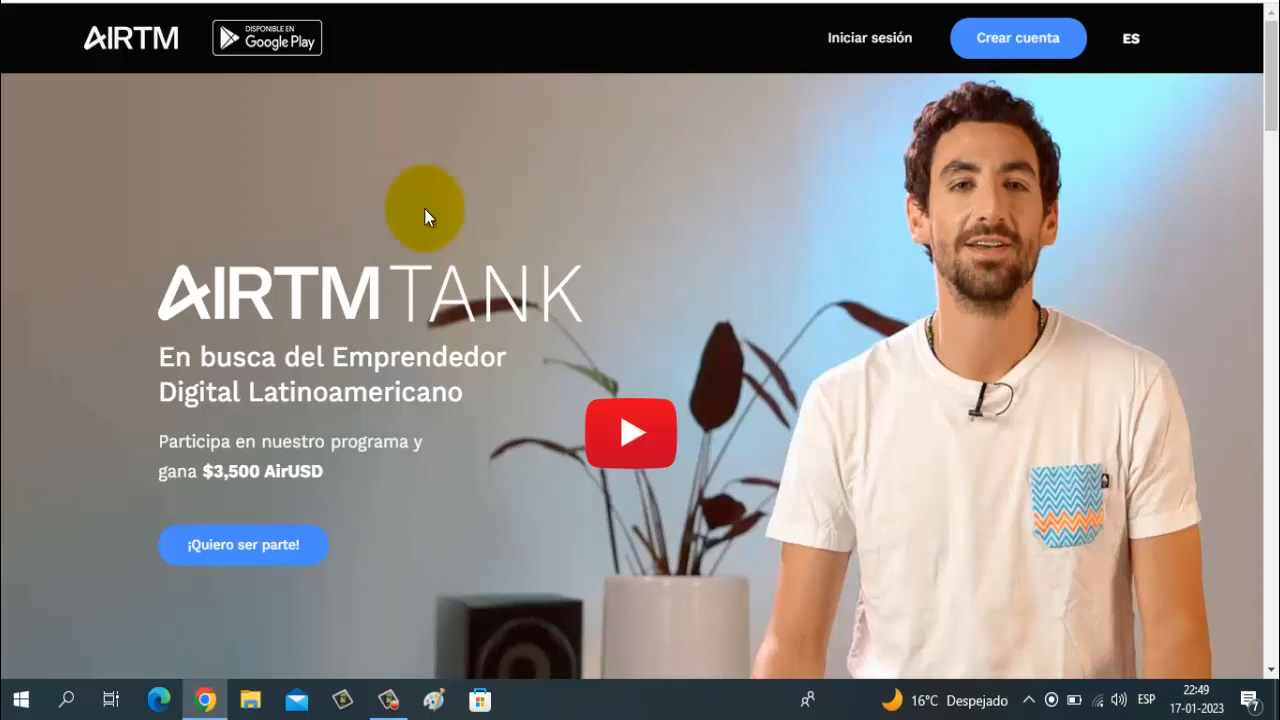 AIRTM
DISPONIBLE EN
Google Play
Iniciar sesión
Crear cuenta
ES
AIRTM TANK
En busca del Emprendedor
Digital Latinoamericano
Participa en nuestro programa y
gana $3,500 AirUSD
¡Quiero ser parte!
16°C Despejado
ESP
22:49
17-01-2023
7